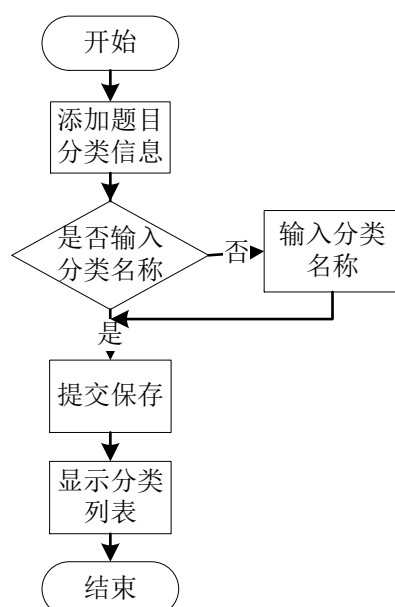 开始
添加题目
分类信息
是否输入
分类名称
否
输入分类
名称
是
提交保存
显示分类
列表
结束